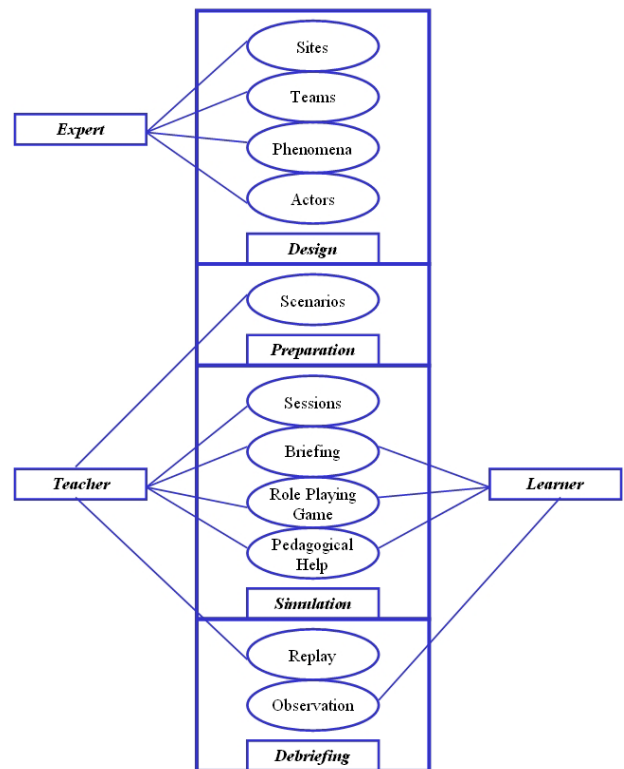 Sites
Teams
Expert
Phenomena
Actors
Design
Scenarios
Preparation
Sessions
Briefing
Teacher
Learner
Role Playing
Game
Pedagogical
Help
Simulation
Replay
Observation
Debriefing